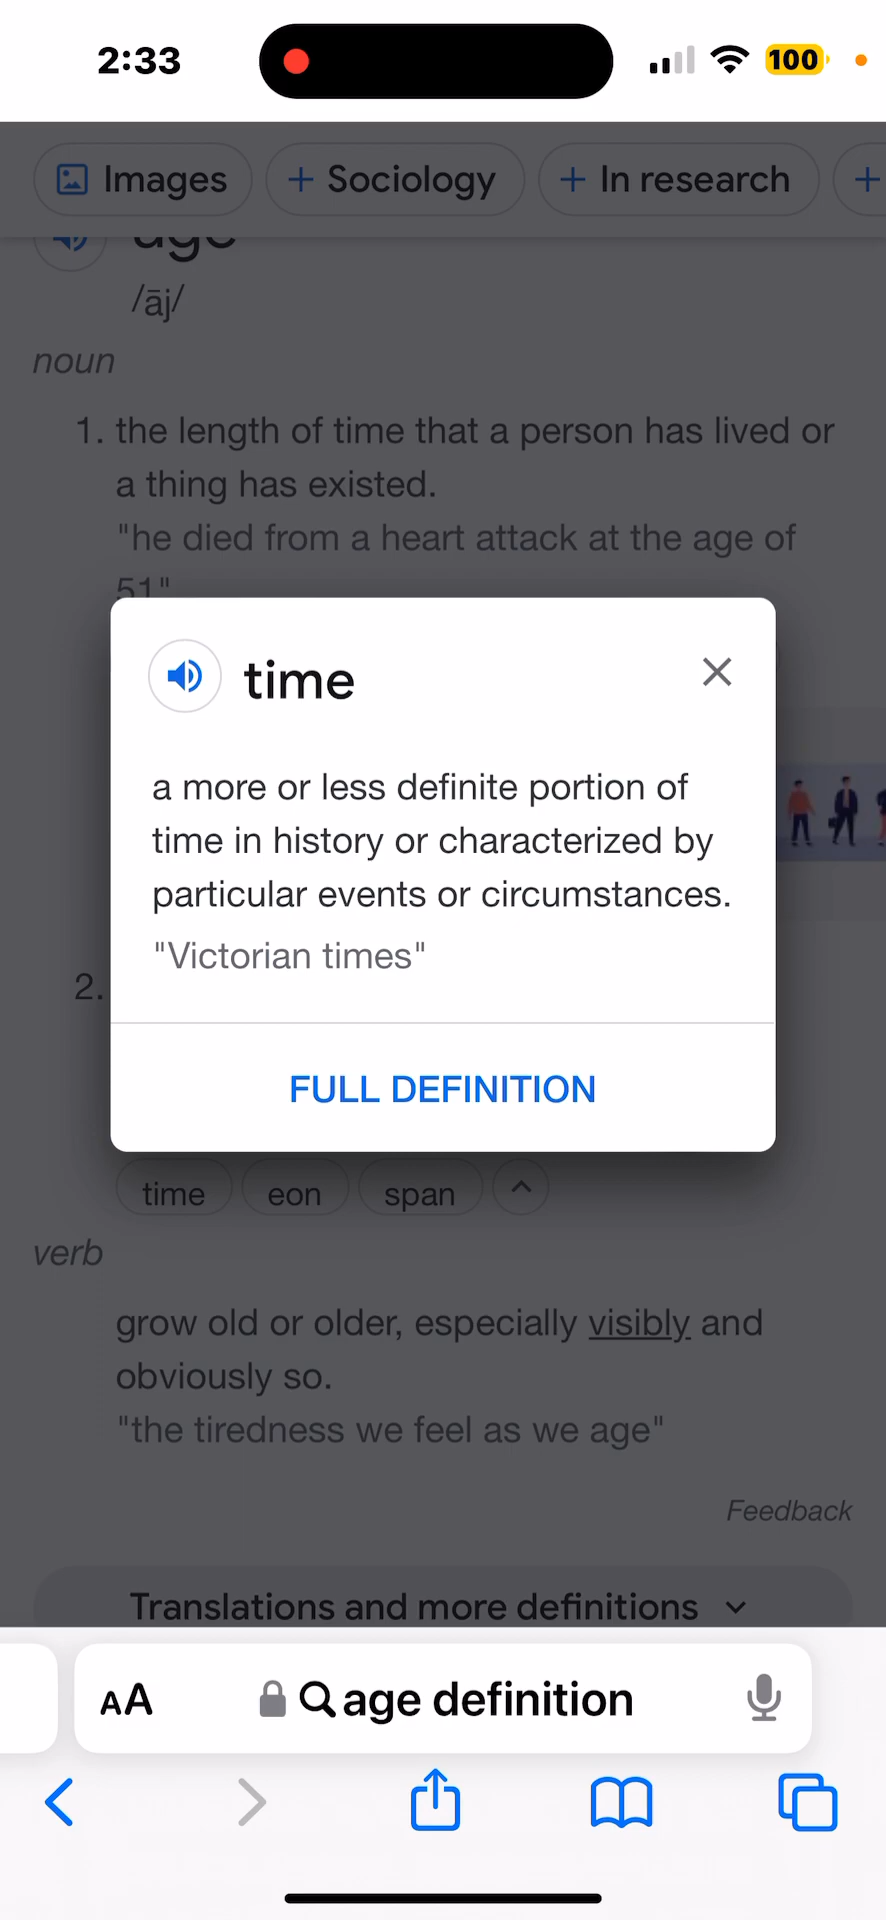 2:33
100
Images
+ Sociology
+ In research
+
age
/āj/
noun
1. the length of time that a person has lived or
a thing has existed.
"he died from a heart attack at the age of
51"
time
a more or less definite portion of
time in history or characterized by
particular events or circumstances.
"Victorian times"
2.
FULL DEFINITION
time
eon
span
verb
grow old or older, especially visibly and
obviously so.
"the tiredness we feel as we age"
Feedback
Translations and more definitions
AA
age definition